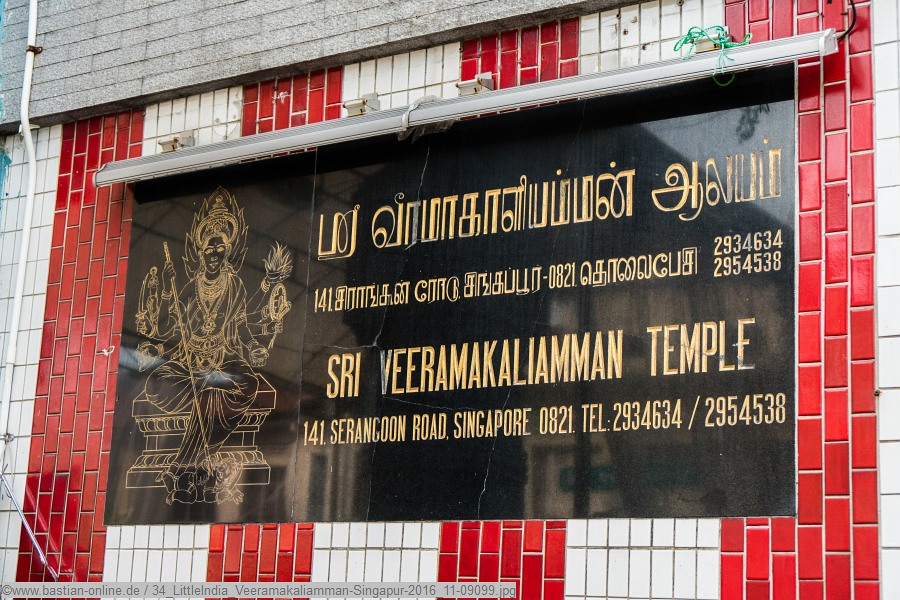 ஸ்ரீ வீரமாகாளியம்மன் ஆலயம்
141, சிராங்கூன் ரோடு, சிங்கப்பூர்-0821, தொலைபேசி 2934634
2954538
SRI VEERAMAKALIAMMAN TEMPLE
141, SERANGOON ROAD, SINGAPORE 0821. TEL: 2934634 / 2954538
©www.bastian-online.de / 34_LittleIndia_Veeramakaliamman-Singapur-2016_11-09099.jpg